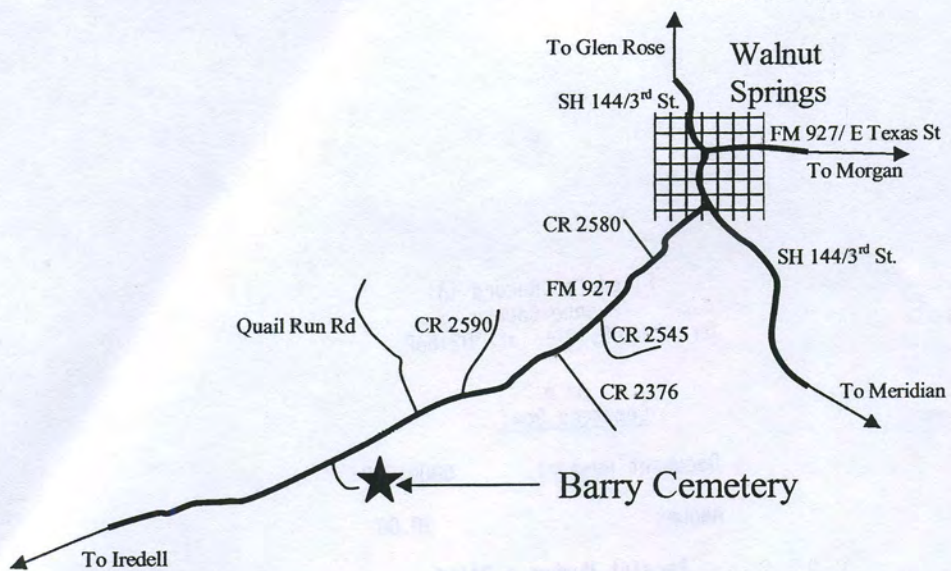 To Glen Rose
Walnut
Springs
SH 144/3rd St.
FM 927/ E Texas St
To Morgan
CR 2580
SH 144/3rd St.
FM 927
Quail Run Rd
CR 2590
CR 2545
CR 2376
To Meridian
Barry Cemetery
To Iredell